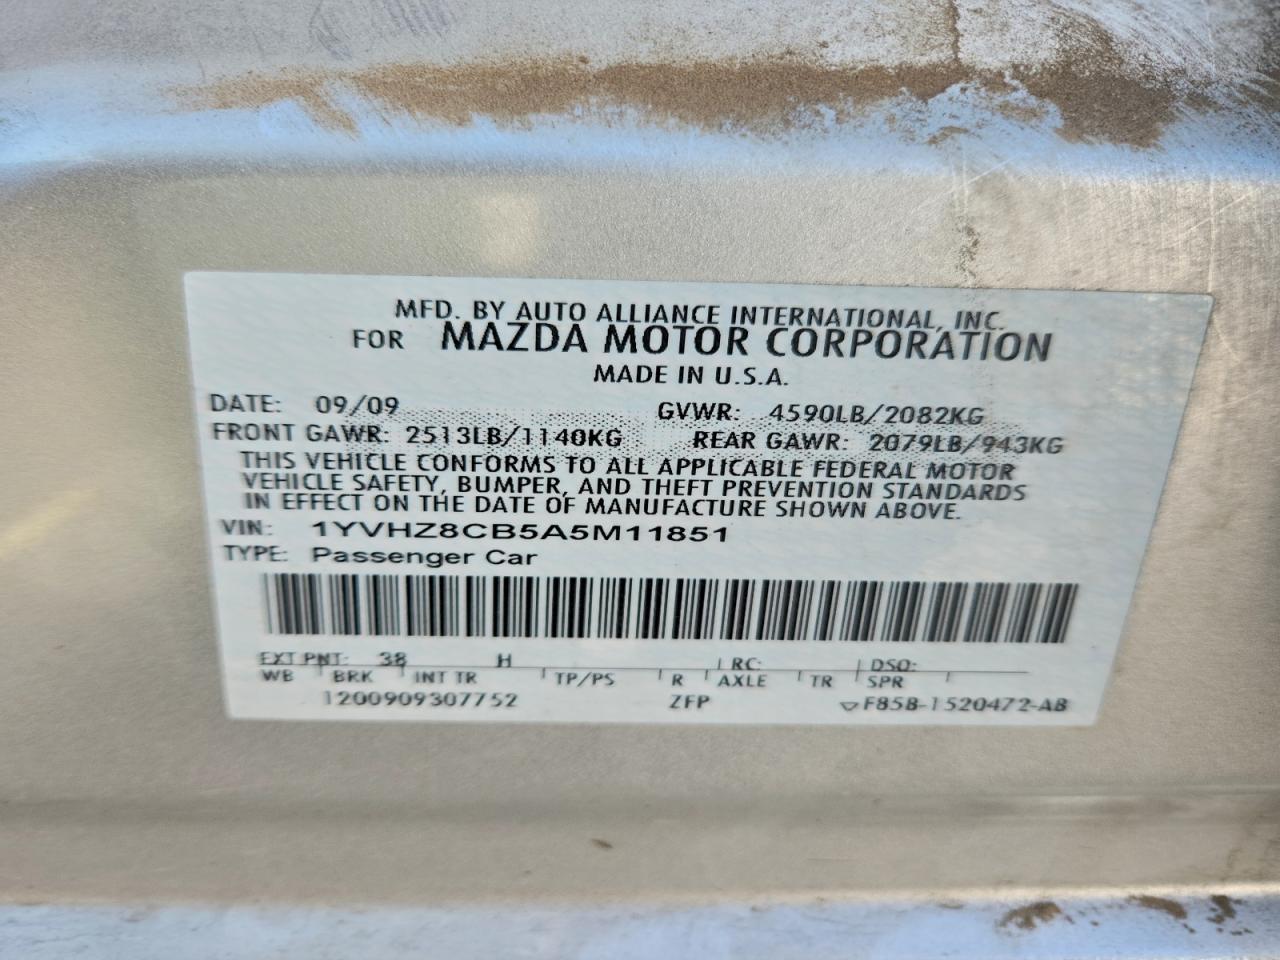 MFD. BY AUTO ALLIANCE INTERNATIONAL, INC.
FOR MAZDA MOTOR CORPORATION
MADE IN U.S.A.
DATE: 09/09 GVWR: 4590LB/2082KG
FRONT GAWR: 2513LB/1140KG REAR GAWR: 2079LB/943KG
THIS VEHICLE CONFORMS TO ALL APPLICABLE FEDERAL MOTOR
VEHICLE SAFETY, BUMPER, AND THEFT PREVENTION STANDARDS
IN EFFECT ON THE DATE OF MANUFACTURE SHOWN ABOVE.
VIN: 1YVHZ8CB5A5M11851
TYPE: Passenger Car
EXT PNT: 38 H RC: DSO:
WB BRK INT TR TP/PS R AXLE TR SPR
1200909307752 ZFP ▽F85B-1520472-AB